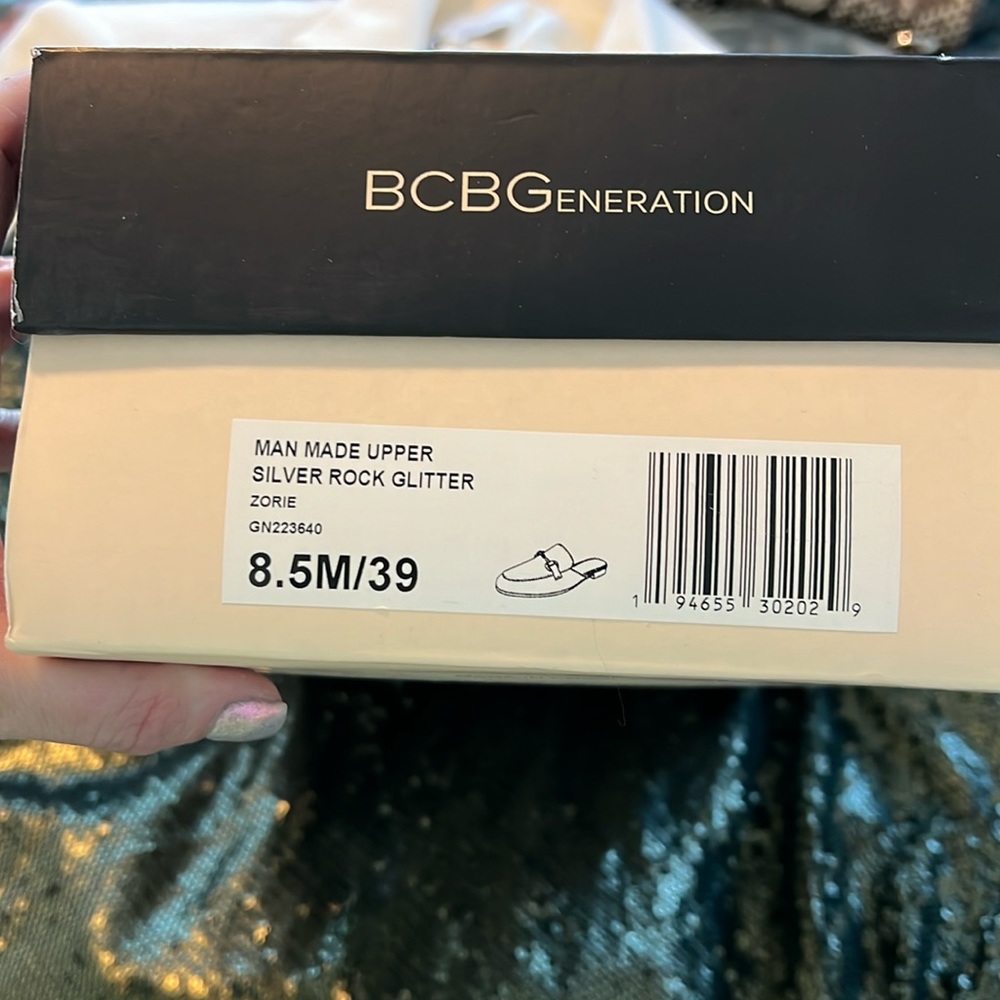 BCBGENERATION
MAN MADE UPPER
SILVER ROCK GLITTER
ZORIE
GN223640
8.5M/39
1 94655 30202 9